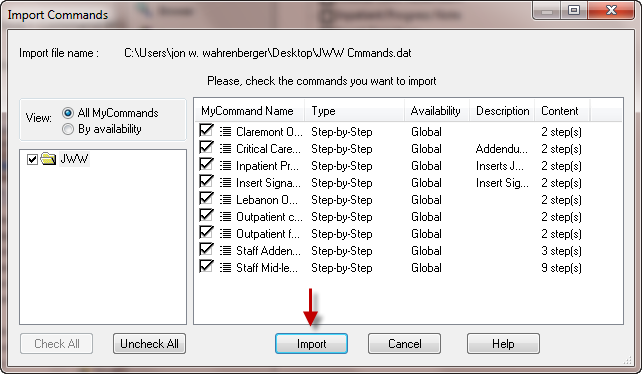 Import Commands
Import file name : C:\Users\jon w. wahrenberger\Desktop\JWW Cmmands.dat
Please, check the commands you want to import
View: All MyCommands
By availability
JWW
MyCommand Name Type Availability Description Content
Claremont O... Step-by-Step Global 2 step(s)
Critical Care... Step-by-Step Global Addendu... 2 step(s)
Inpatient Pr... Step-by-Step Global Inserts J... 2 step(s)
Insert Signa... Step-by-Step Global Insert Sig... 2 step(s)
Lebanon O... Step-by-Step Global 2 step(s)
Outpatient c... Step-by-Step Global 2 step(s)
Outpatient f... Step-by-Step Global 2 step(s)
Staff Adden... Step-by-Step Global 3 step(s)
Staff Mid-le... Step-by-Step Global 9 step(s)
Check All Uncheck All Import Cancel Help